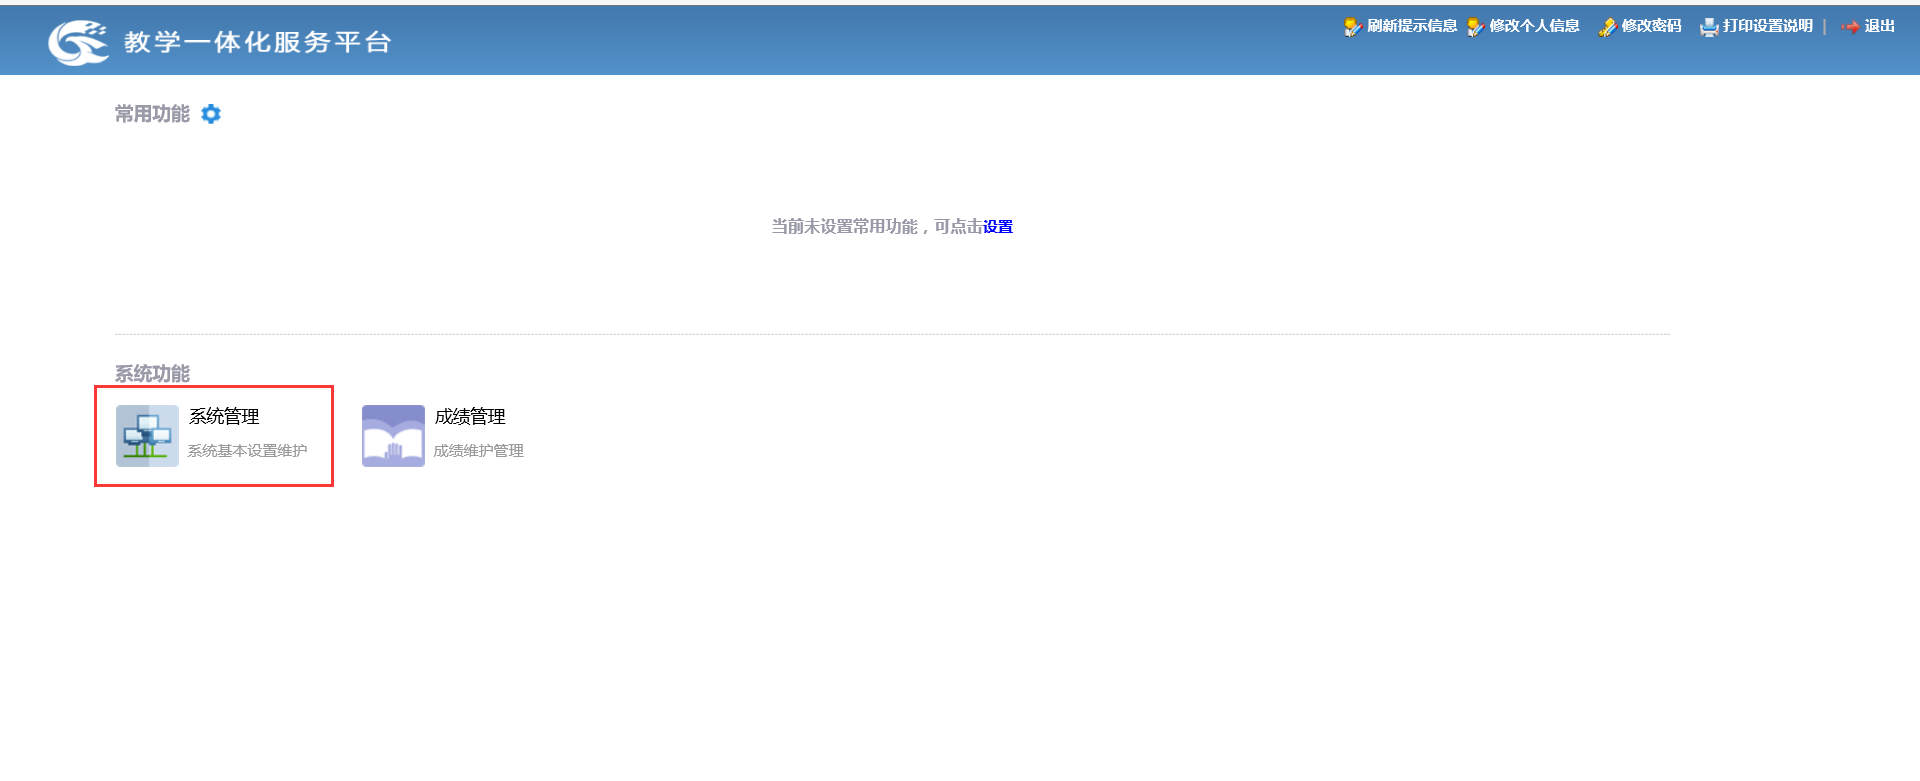 教学一体化服务平台
刷新提示信息 修改个人信息 修改密码 打印设置说明 | 退出
常用功能
当前未设置常用功能，可点击设置
系统功能
系统管理
系统基本设置维护
成绩管理
成绩维护管理